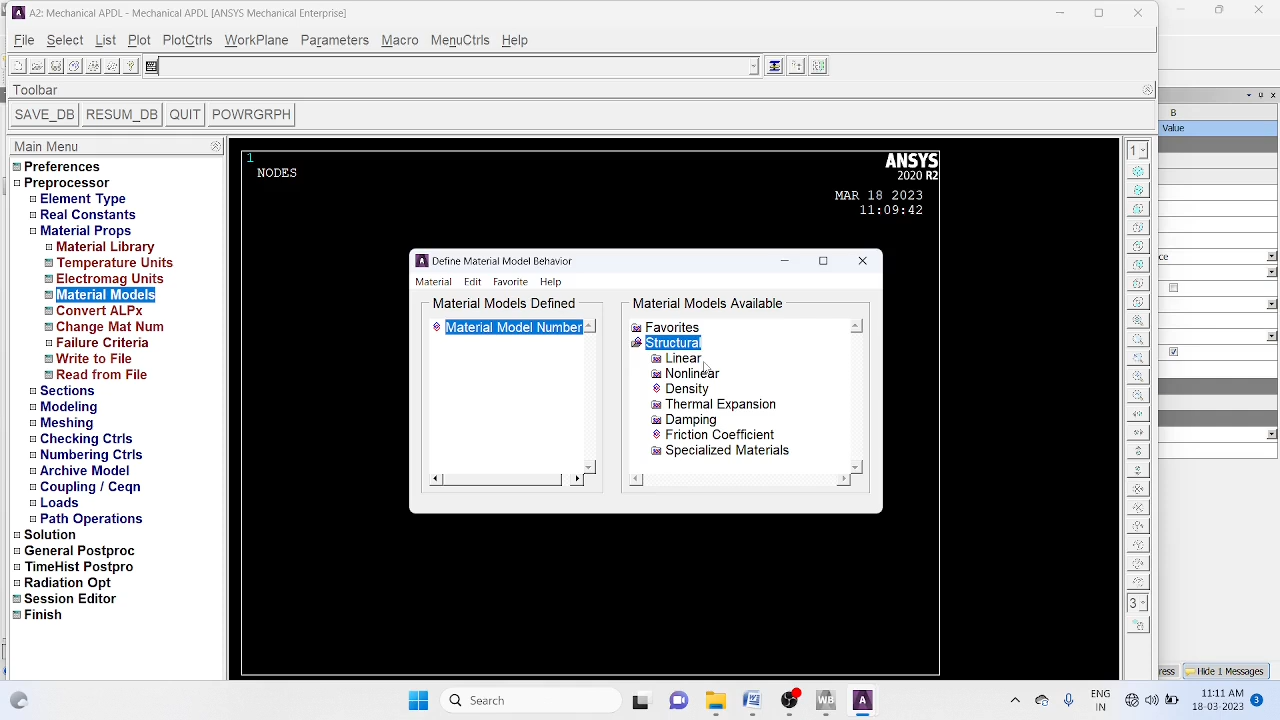 A2: Mechanical APDL - Mechanical APDL [ANSYS Mechanical Enterprise]
File Select List Plot PlotCtrls WorkPlane Parameters Macro MenuCtrls Help
Toolbar
SAVE_DB RESUM_DB QUIT POWRGRPH
Main Menu
Preferences
Preprocessor
Element Type
Real Constants
Material Props
Material Library
Temperature Units
Electromag Units
Material Models
Convert ALPx
Change Mat Num
Failure Criteria
Write to File
Read from File
Sections
Modeling
Meshing
Checking Ctrls
Numbering Ctrls
Archive Model
Coupling / Ceqn
Loads
Path Operations
Solution
General Postproc
TimeHist Postpro
Radiation Opt
Session Editor
Finish
1
NODES
ANSYS
2020 R2
MAR 18 2023
11:09:42
Define Material Model Behavior
Material Edit Favorite Help
Material Models Defined
Material Model Number
Material Models Available
Favorites
Structural
Linear
Nonlinear
Density
Thermal Expansion
Damping
Friction Coefficient
Specialized Materials
1
3
B
Value
ce
ress
Hide 1 Messages
Search
WB
A
ENG
IN
11:11 AM
18-03-2023
3